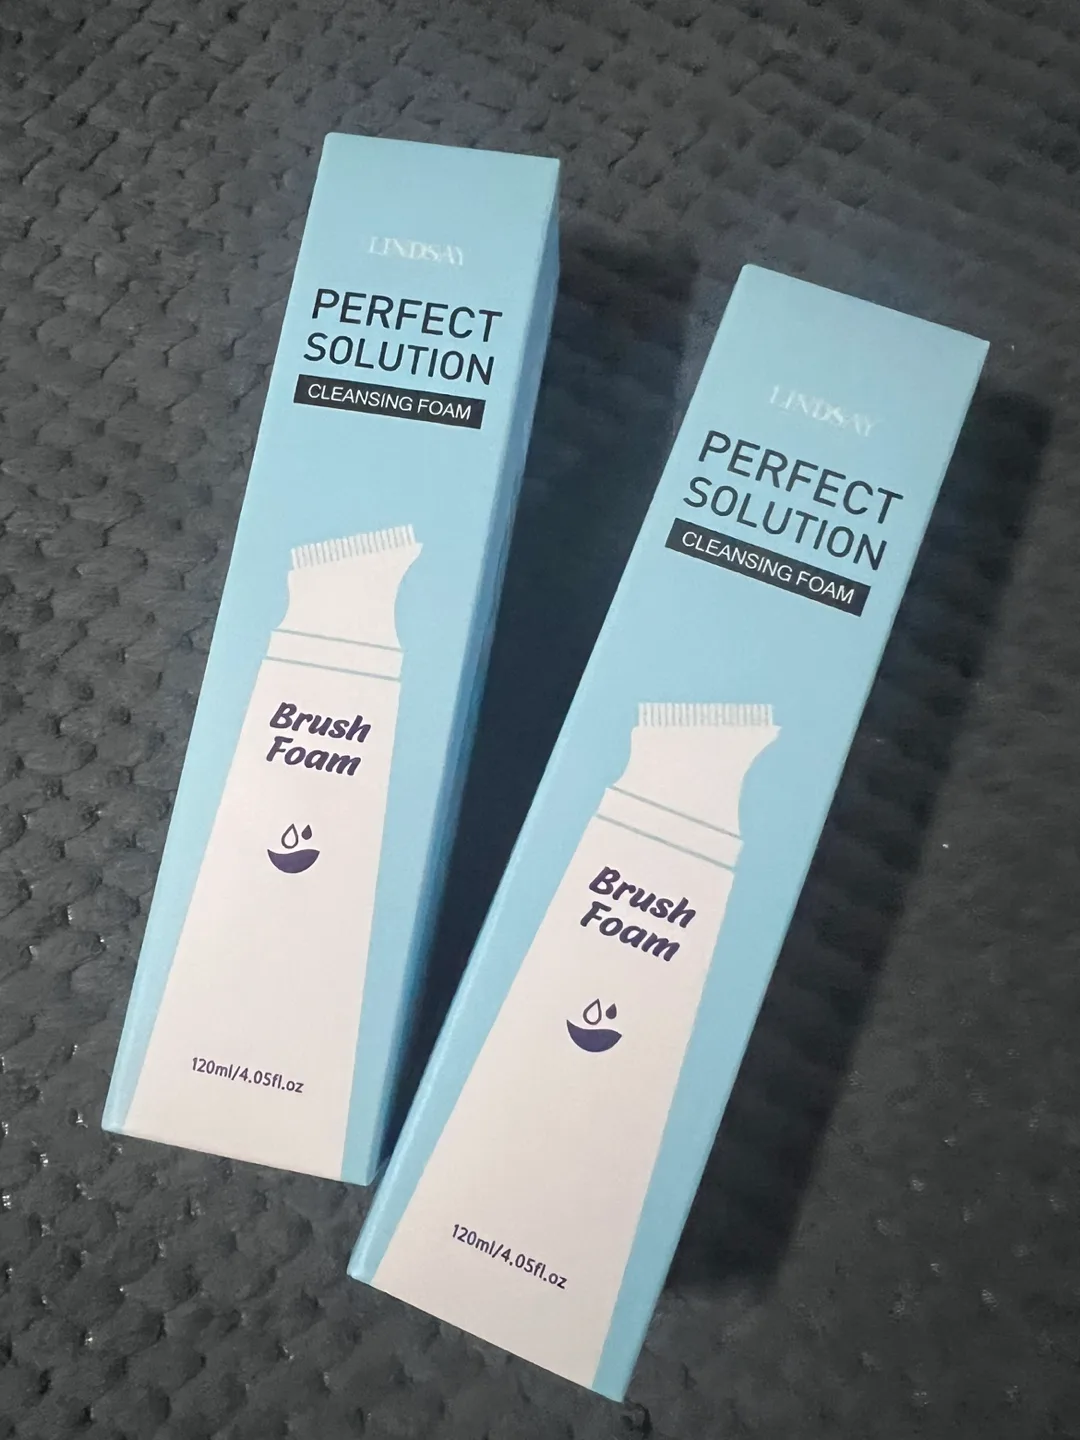 LINDSAY
PERFECT
SOLUTION
CLEANSING FOAM
Brush
Foam
120ml/4.05fl.oz
LINDSAY
PERFECT
SOLUTION
CLEANSING FOAM
Brush
Foam
120ml/4.05fl.oz